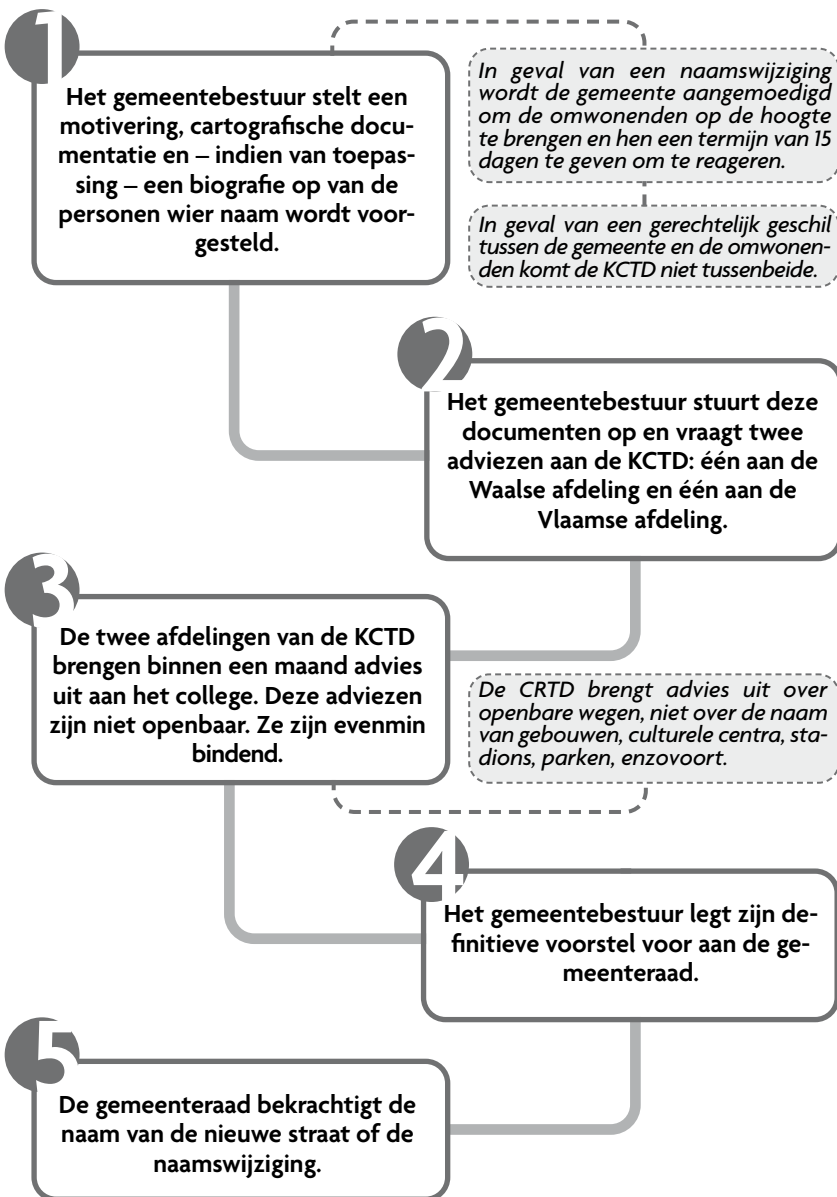 1
Het gemeentebestuur stelt een
motivering, cartografische docu-
mentatie en – indien van toepas-
sing – een biografie op van de
personen wier naam wordt voor-
gesteld.
In geval van een naamswijziging
wordt de gemeente aangemoedigd
om de omwonenden op de hoogte
te brengen en hen een termijn van 15
dagen te geven om te reageren.
In geval van een gerechtelijk geschil
tussen de gemeente en de omwonen-
den komt de KCTD niet tussenbeide.
2
Het gemeentebestuur stuurt deze
documenten op en vraagt twee
adviezen aan de KCTD: één aan de
Waalse afdeling en één aan de
Vlaamse afdeling.
3
De twee afdelingen van de KCTD
brengen binnen een maand advies
uit aan het college. Deze adviezen
zijn niet openbaar. Ze zijn evenmin
bindend.
De CRTD brengt advies uit over
openbare wegen, niet over de naam
van gebouwen, culturele centra, sta-
dions, parken, enzovoort.
4
Het gemeentebestuur legt zijn de-
finitieve voorstel voor aan de ge-
meenteraad.
5
De gemeenteraad bekrachtigt de
naam van de nieuwe straat of de
naamswijziging.